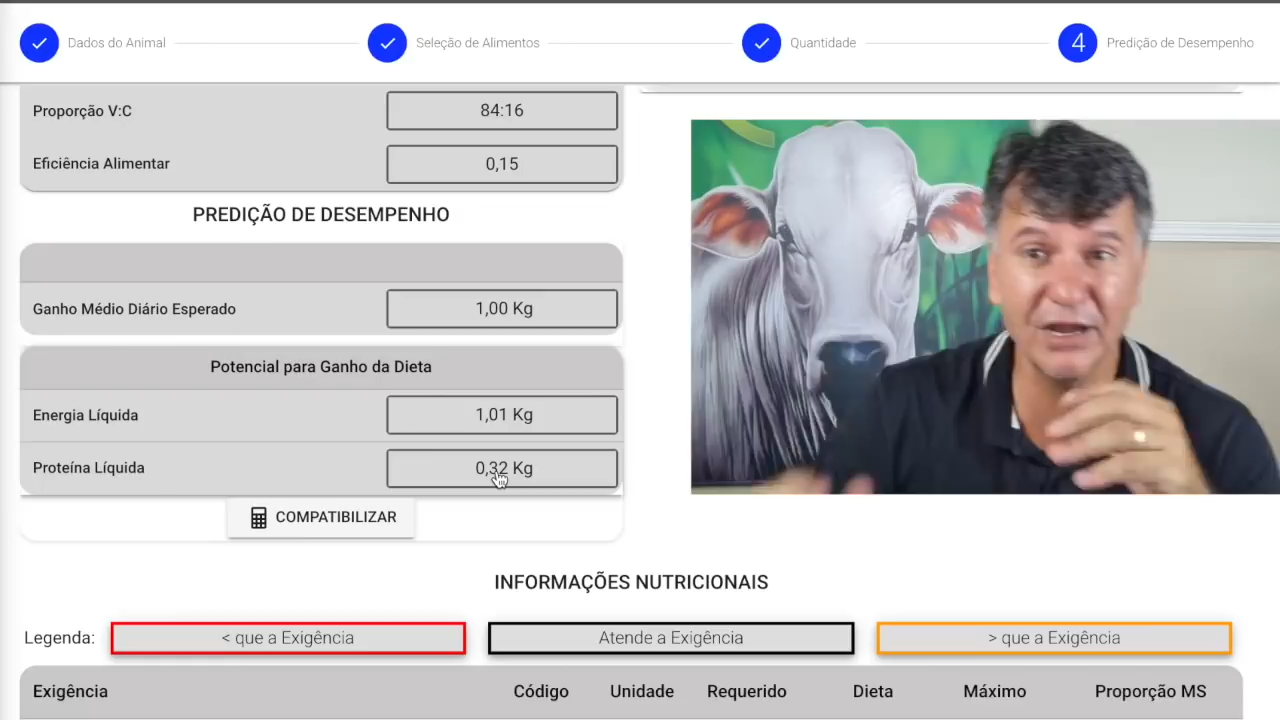 Dados do Animal
Seleção de Alimentos
Quantidade
4 Predição de Desempenho
Proporção V:C 84:16
Eficiência Alimentar 0,15
PREDIÇÃO DE DESEMPENHO
Ganho Médio Diário Esperado 1,00 Kg
Potencial para Ganho da Dieta
Energia Líquida 1,01 Kg
Proteína Líquida 0,32 Kg
COMPATIBILIZAR
INFORMAÇÕES NUTRICIONAIS
Legenda: < que a Exigência Atende a Exigência > que a Exigência
Exigência Código Unidade Requerido Dieta Máximo Proporção MS